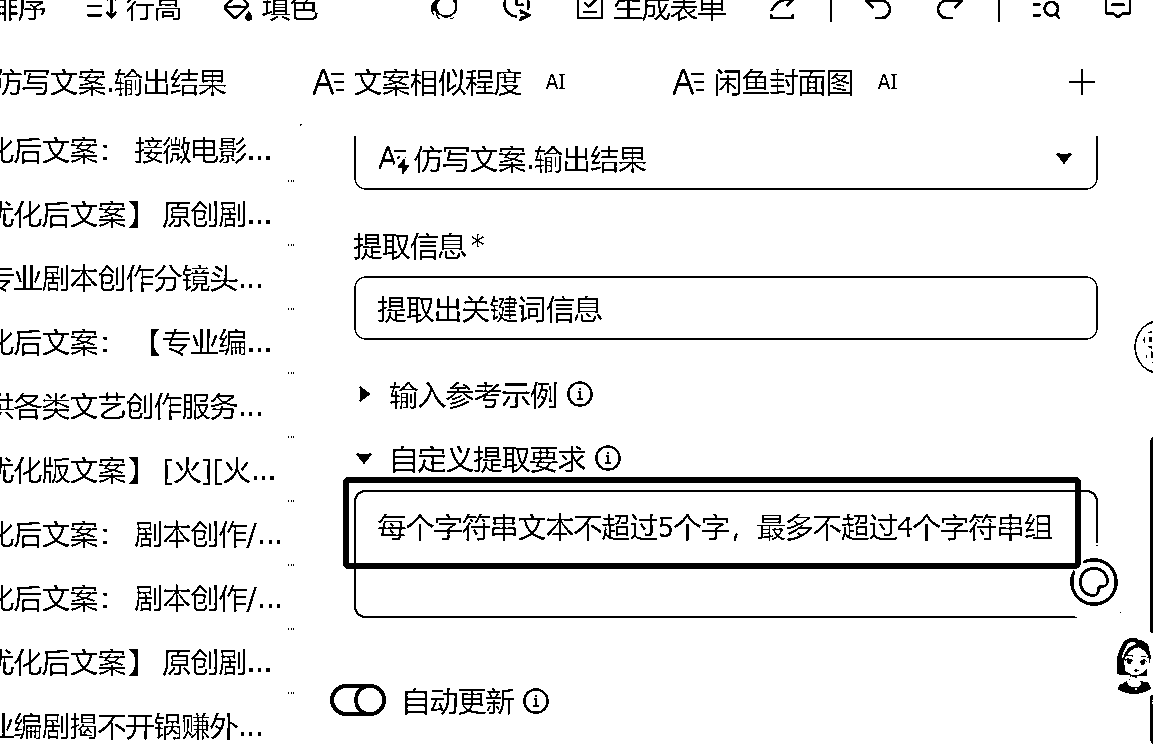 排序 行高 填色 生成表单
仿写文案.输出结果 文案相似程度 AI 闲鱼封面图 AI
化后文案： 接微电影...
仿写文案.输出结果
优化后文案】 原创剧...
提取信息*
专业剧本创作分镜头...
提取出关键词信息
化后文案： 【专业编...
输入参考示例
供各类文艺创作服务...
自定义提取要求
优化版文案】 [火][火...
每个字符串文本不超过5个字，最多不超过4个字符串组
化后文案： 剧本创作/...
化后文案： 剧本创作/...
优化后文案】 原创剧...
自动更新
业编剧揭不开锅赚外...